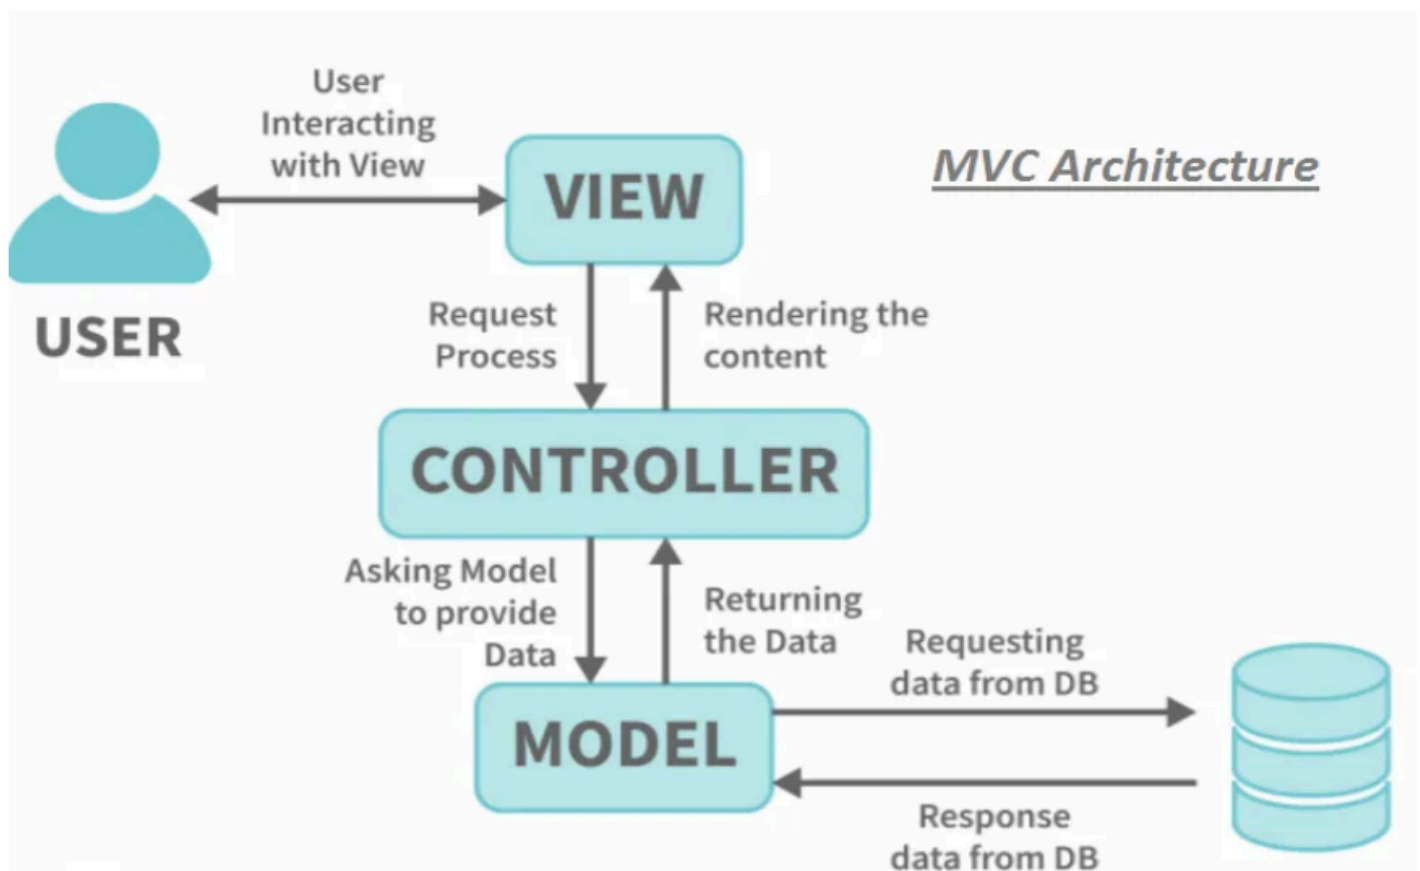 User
Interacting
with View
MVC Architecture
VIEW
USER
Request
Process
Rendering the
content
CONTROLLER
Asking Model
to provide
Data
Returning
the Data
Requesting
data from DB
MODEL
Response
data from DB